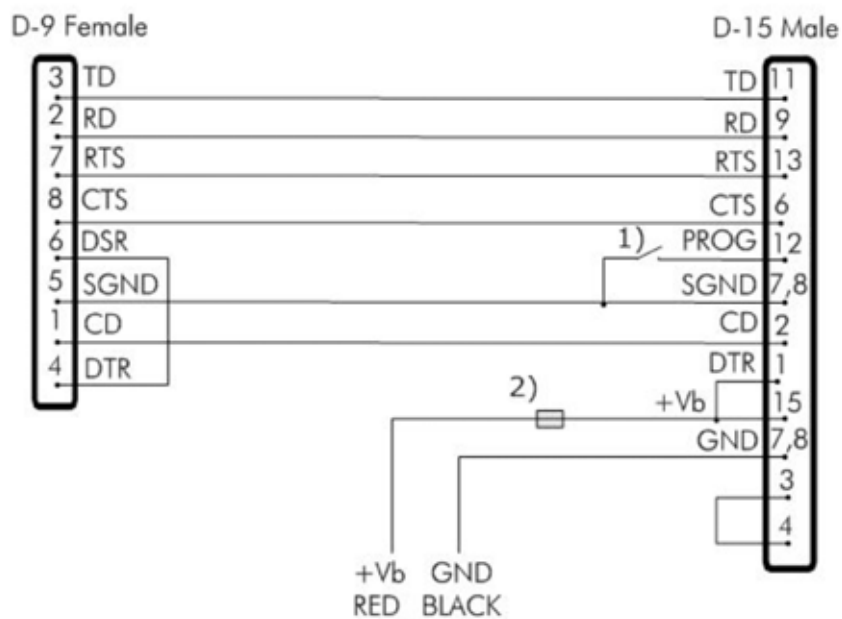 D-9 Female
D-15 Male
3 TD
TD 11
2 RD
RD 9
7 RTS
RTS 13
8 CTS
CTS 6
6 DSR
1) PROG 12
5 SGND
SGND 7,8
1 CD
CD 2
4 DTR
DTR 1
2) +Vb 15
GND 7,8
3
4
+Vb GND
RED BLACK